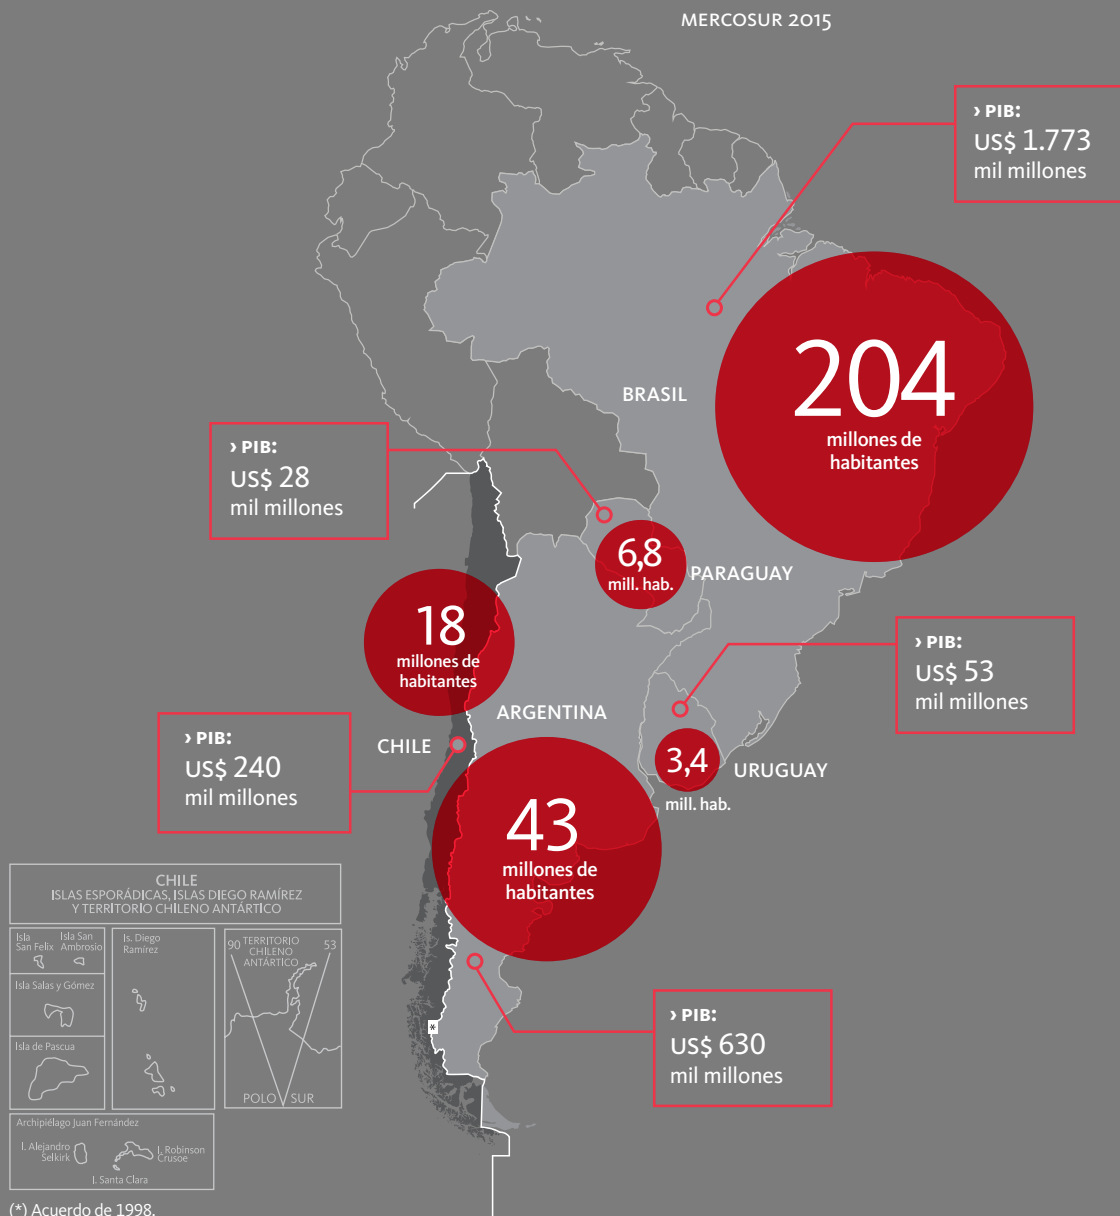 MERCOSUR 2015
› PIB:
US$ 1.773
mil millones
204
millones de
habitantes
BRASIL
› PIB:
US$ 28
mil millones
6,8
mill. hab.
PARAGUAY
18
millones de
habitantes
› PIB:
US$ 53
mil millones
ARGENTINA
CHILE
› PIB:
US$ 240
mil millones
3,4
mill. hab.
URUGUAY
43
millones de
habitantes
› PIB:
US$ 630
mil millones
*
CHILE
ISLAS ESPORÁDICAS, ISLAS DIEGO RAMÍREZ
Y TERRITORIO CHILENO ANTÁRTICO
Isla
San Felix
Isla San
Ambrosio
Is. Diego
Ramírez
90
TERRITORIO
CHILENO
ANTÁRTICO
53
Isla Salas y Gómez
Isla de Pascua
POLO SUR
Archipiélago Juan Fernández
I. Alejandro
Selkirk
I. Robinson
Crusoe
I. Santa Clara
(*) Acuerdo de 1998.